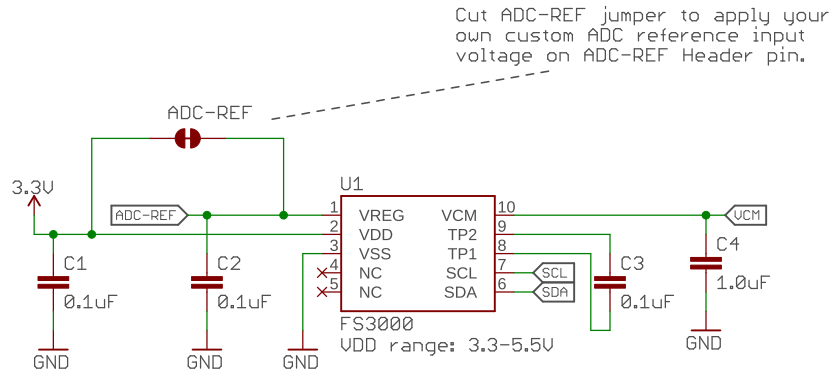 Cut ADC-REF jumper to apply your
own custom ADC reference input
voltage on ADC-REF Header pin.
ADC-REF
3.3V
U1
ADC-REF
1 VREG VCM 10
VCM
2 VDD TP2 9
3 VSS TP1 8
4 NC SCL 7
SCL
5 NC SDA 6
SDA
C1
0.1uF
C2
0.1uF
C3
0.1uF
C4
1.0uF
FS3000
VDD range: 3.3-5.5V
GND
GND
GND
GND